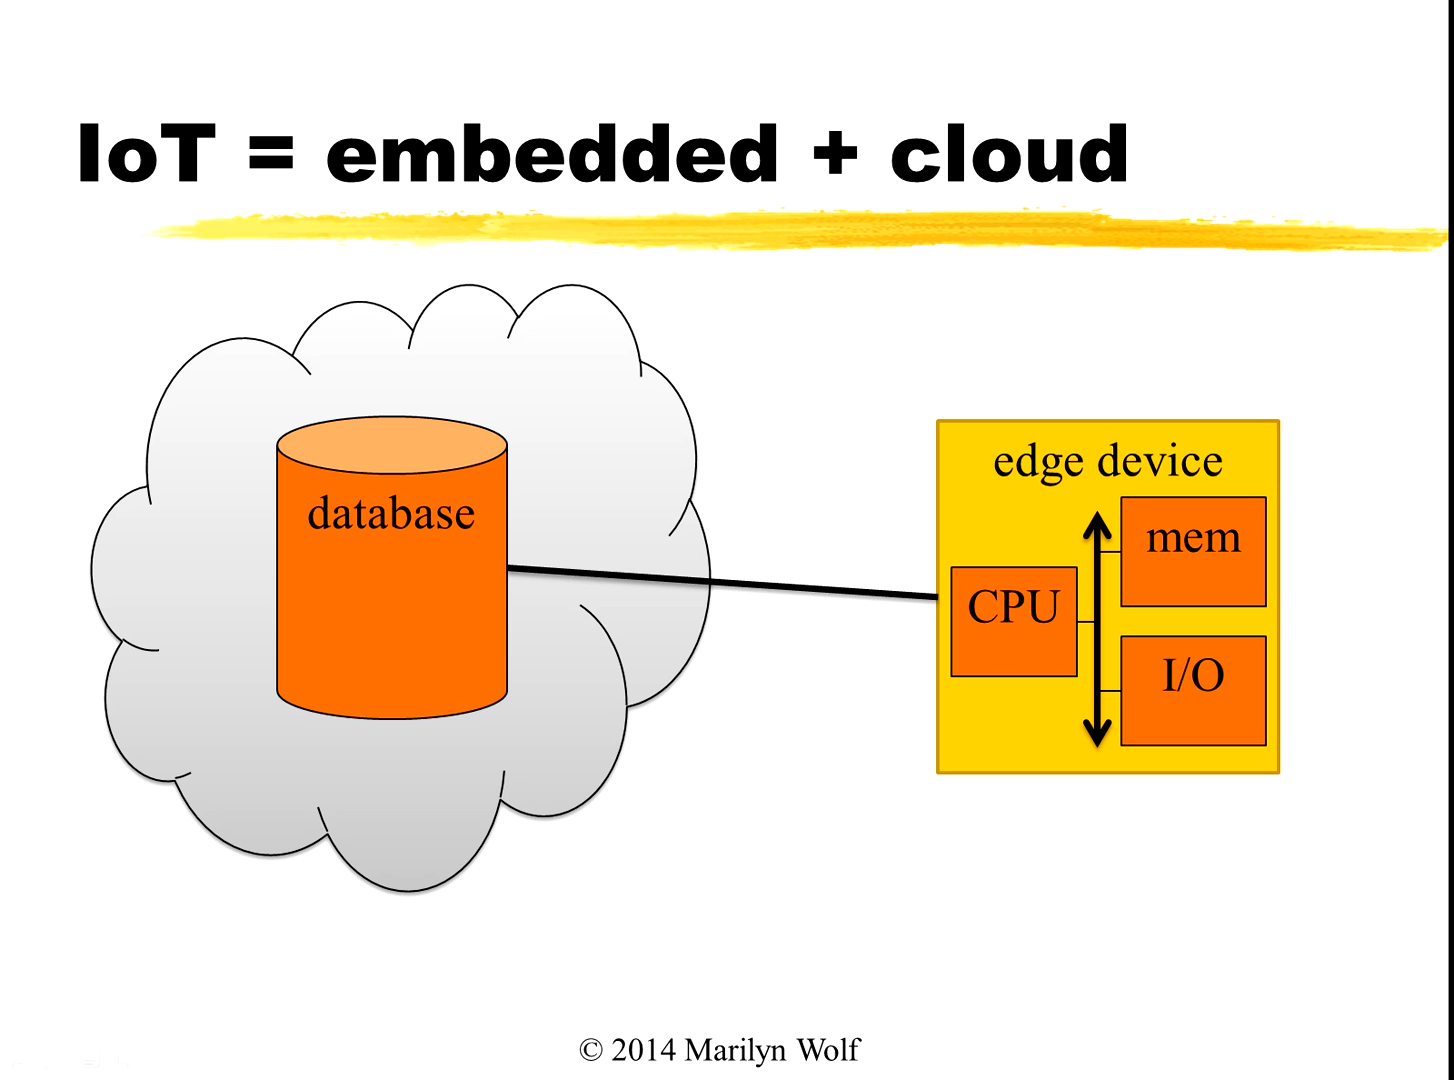 IoT = embedded + cloud
database
edge device
mem
CPU
I/O
© 2014 Marilyn Wolf